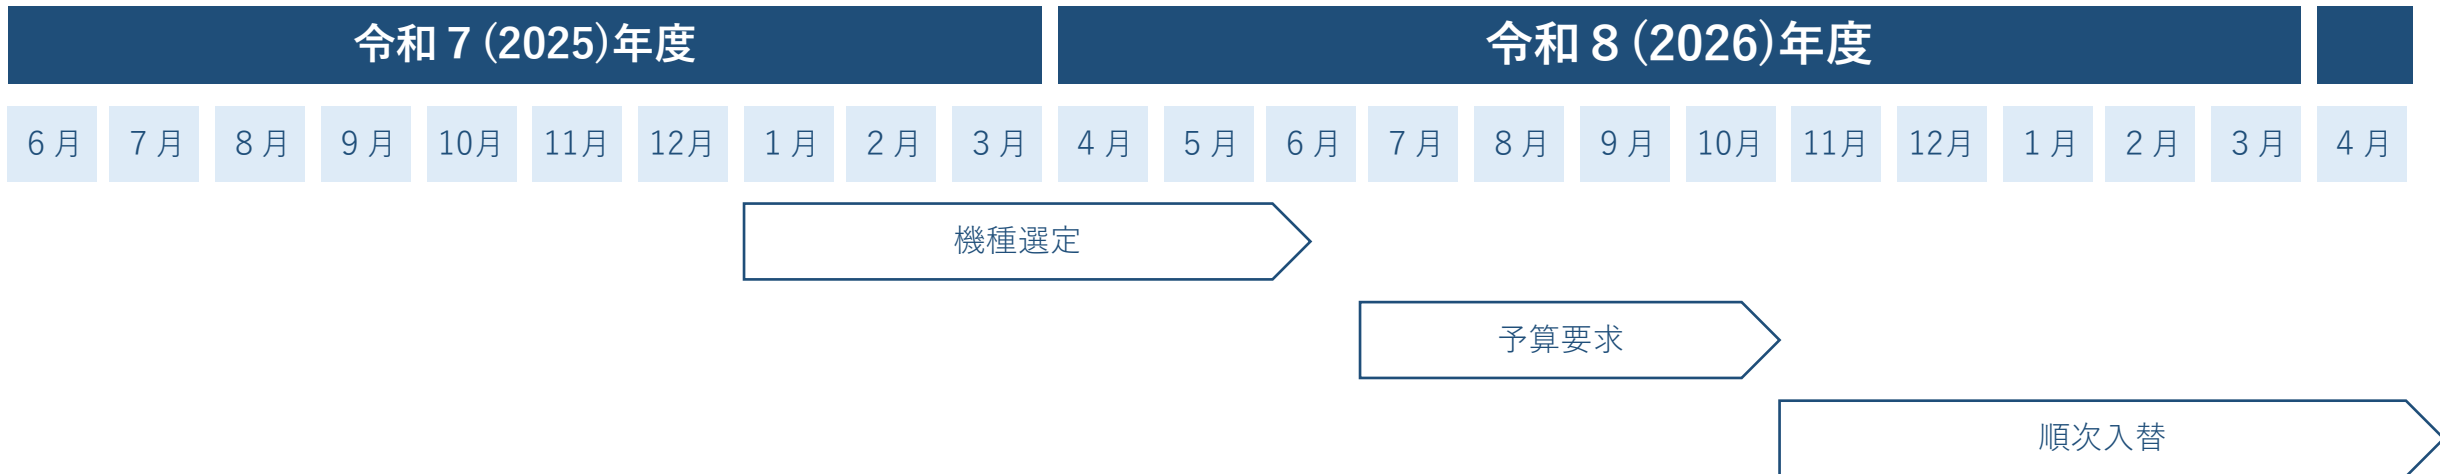 令和７(2025)年度 令和８(2026)年度
６月 ７月 ８月 ９月 10月 11月 12月 １月 ２月 ３月 ４月 ５月 ６月 ７月 ８月 ９月 10月 11月 12月 １月 ２月 ３月 ４月
機種選定
予算要求
順次入替